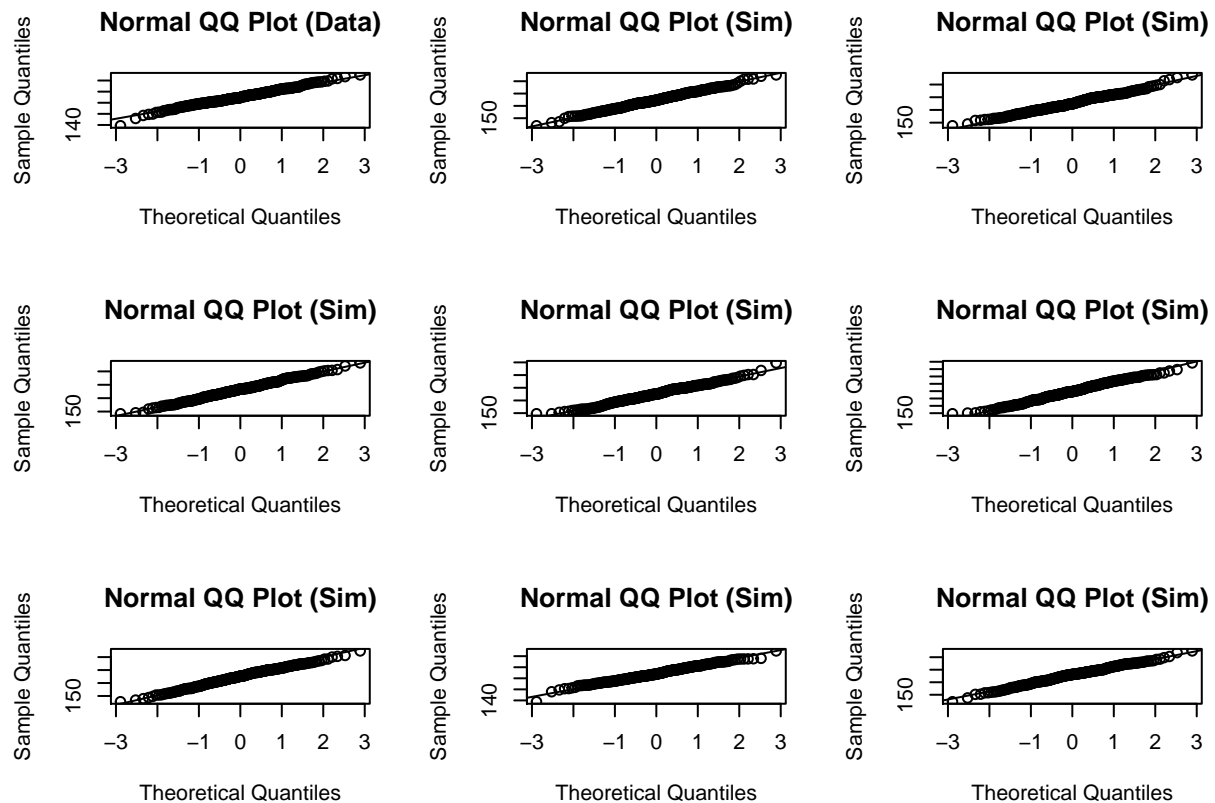 Normal QQ Plot (Data)
Sample Quantiles
140
−3 −1 0 1 2 3
Theoretical Quantiles
Normal QQ Plot (Sim)
Sample Quantiles
150
−3 −1 0 1 2 3
Theoretical Quantiles
Normal QQ Plot (Sim)
Sample Quantiles
150
−3 −1 0 1 2 3
Theoretical Quantiles
Normal QQ Plot (Sim)
Sample Quantiles
150
−3 −1 0 1 2 3
Theoretical Quantiles
Normal QQ Plot (Sim)
Sample Quantiles
150
−3 −1 0 1 2 3
Theoretical Quantiles
Normal QQ Plot (Sim)
Sample Quantiles
150
−3 −1 0 1 2 3
Theoretical Quantiles
Normal QQ Plot (Sim)
Sample Quantiles
150
−3 −1 0 1 2 3
Theoretical Quantiles
Normal QQ Plot (Sim)
Sample Quantiles
140
−3 −1 0 1 2 3
Theoretical Quantiles
Normal QQ Plot (Sim)
Sample Quantiles
150
−3 −1 0 1 2 3
Theoretical Quantiles